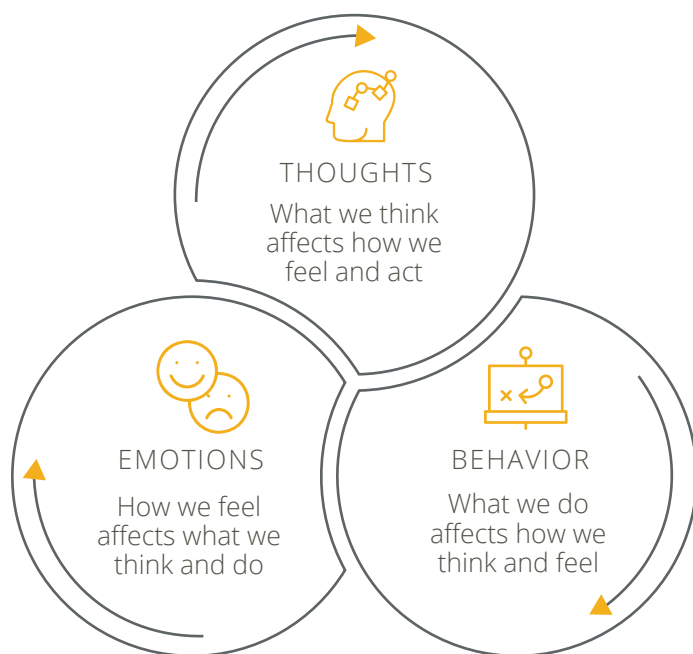 THOUGHTS
What we think
affects how we
feel and act
EMOTIONS
How we feel
affects what we
think and do
BEHAVIOR
What we do
affects how we
think and feel